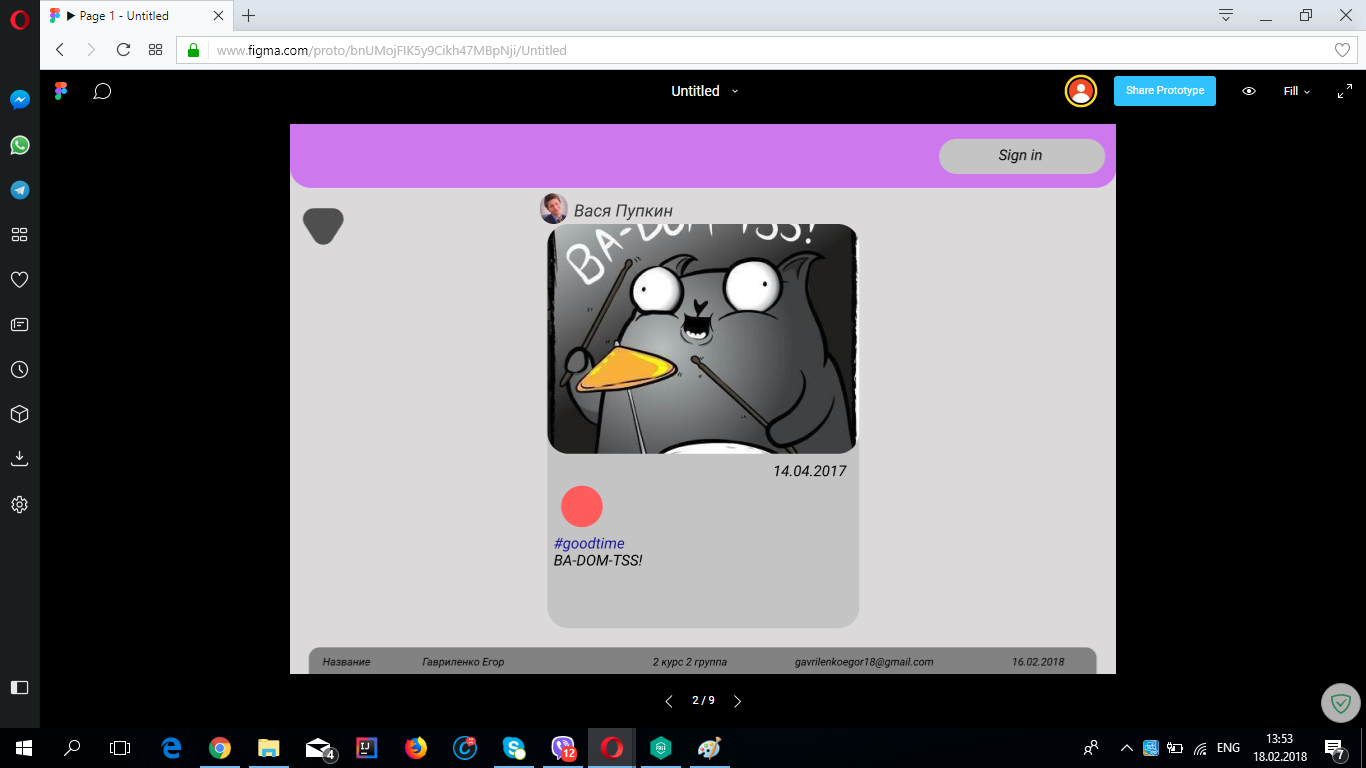 ▶ Page 1 - Untitled
www.figma.com/proto/bnUMojFIK5y9Cikh47MBpNji/Untitled
Untitled
Share Prototype
Fill
Sign in
Вася Пупкин
BA-DOM-TSS!
14.04.2017
#goodtime
BA-DOM-TSS!
Название Гавриленко Егор 2 курс 2 группа gavrilenkoegor18@gmail.com 16.02.2018
2 / 9
4
IJ
12
ENG
13:53
18.02.2018
7